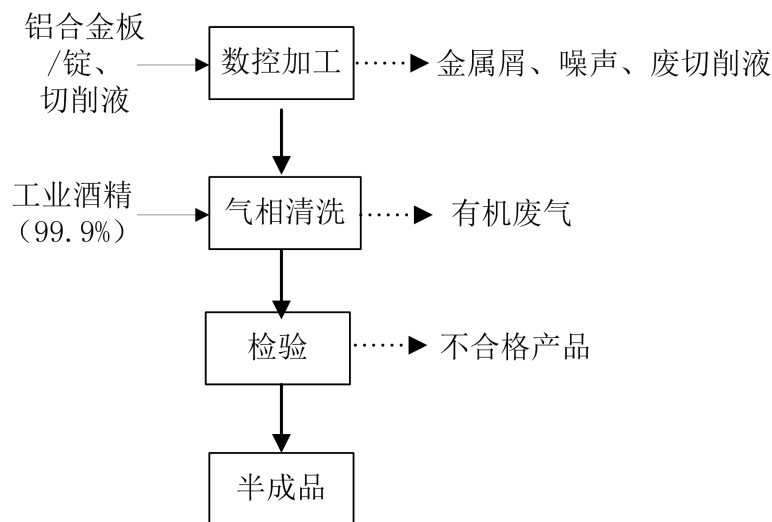 铝合金板
/锭、
切削液
数控加工
金属屑、噪声、废切削液
工业酒精
（99.9%）
气相清洗
有机废气
检验
不合格产品
半成品